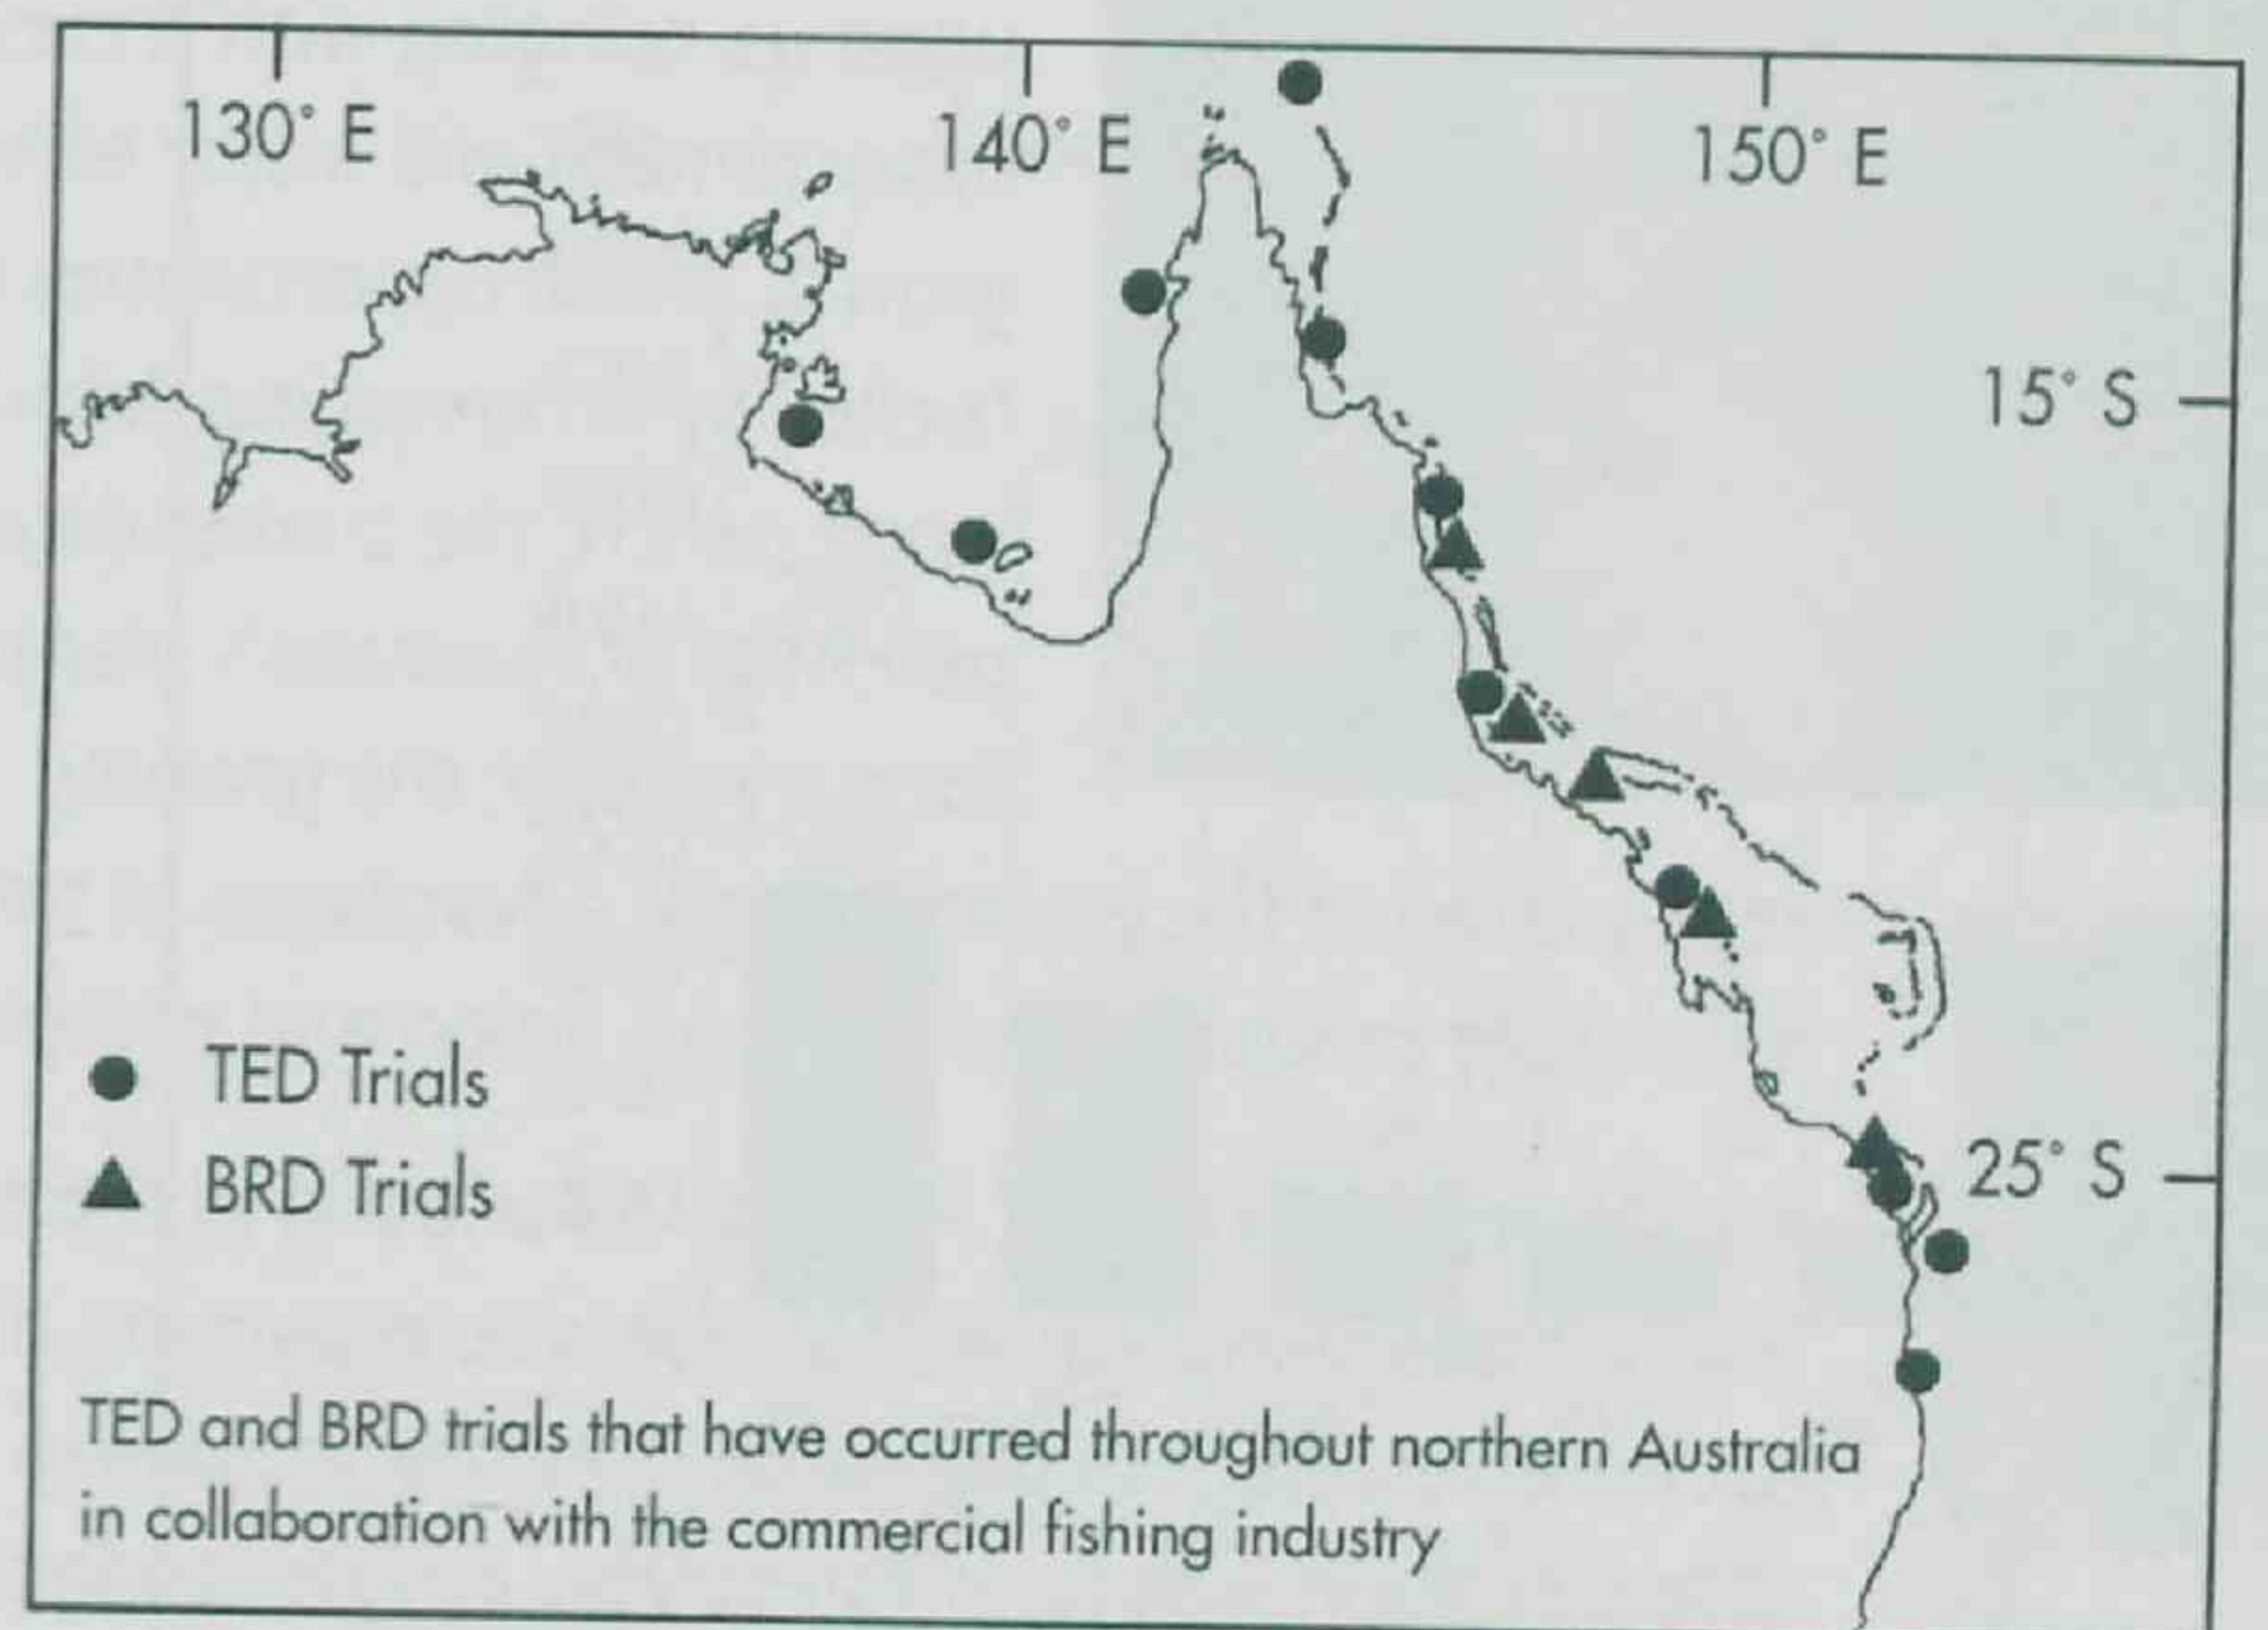 130° E
140° E
150° E
15° S
25° S
TED Trials
BRD Trials
TED and BRD trials that have occurred throughout northern Australia
in collaboration with the commercial fishing industry